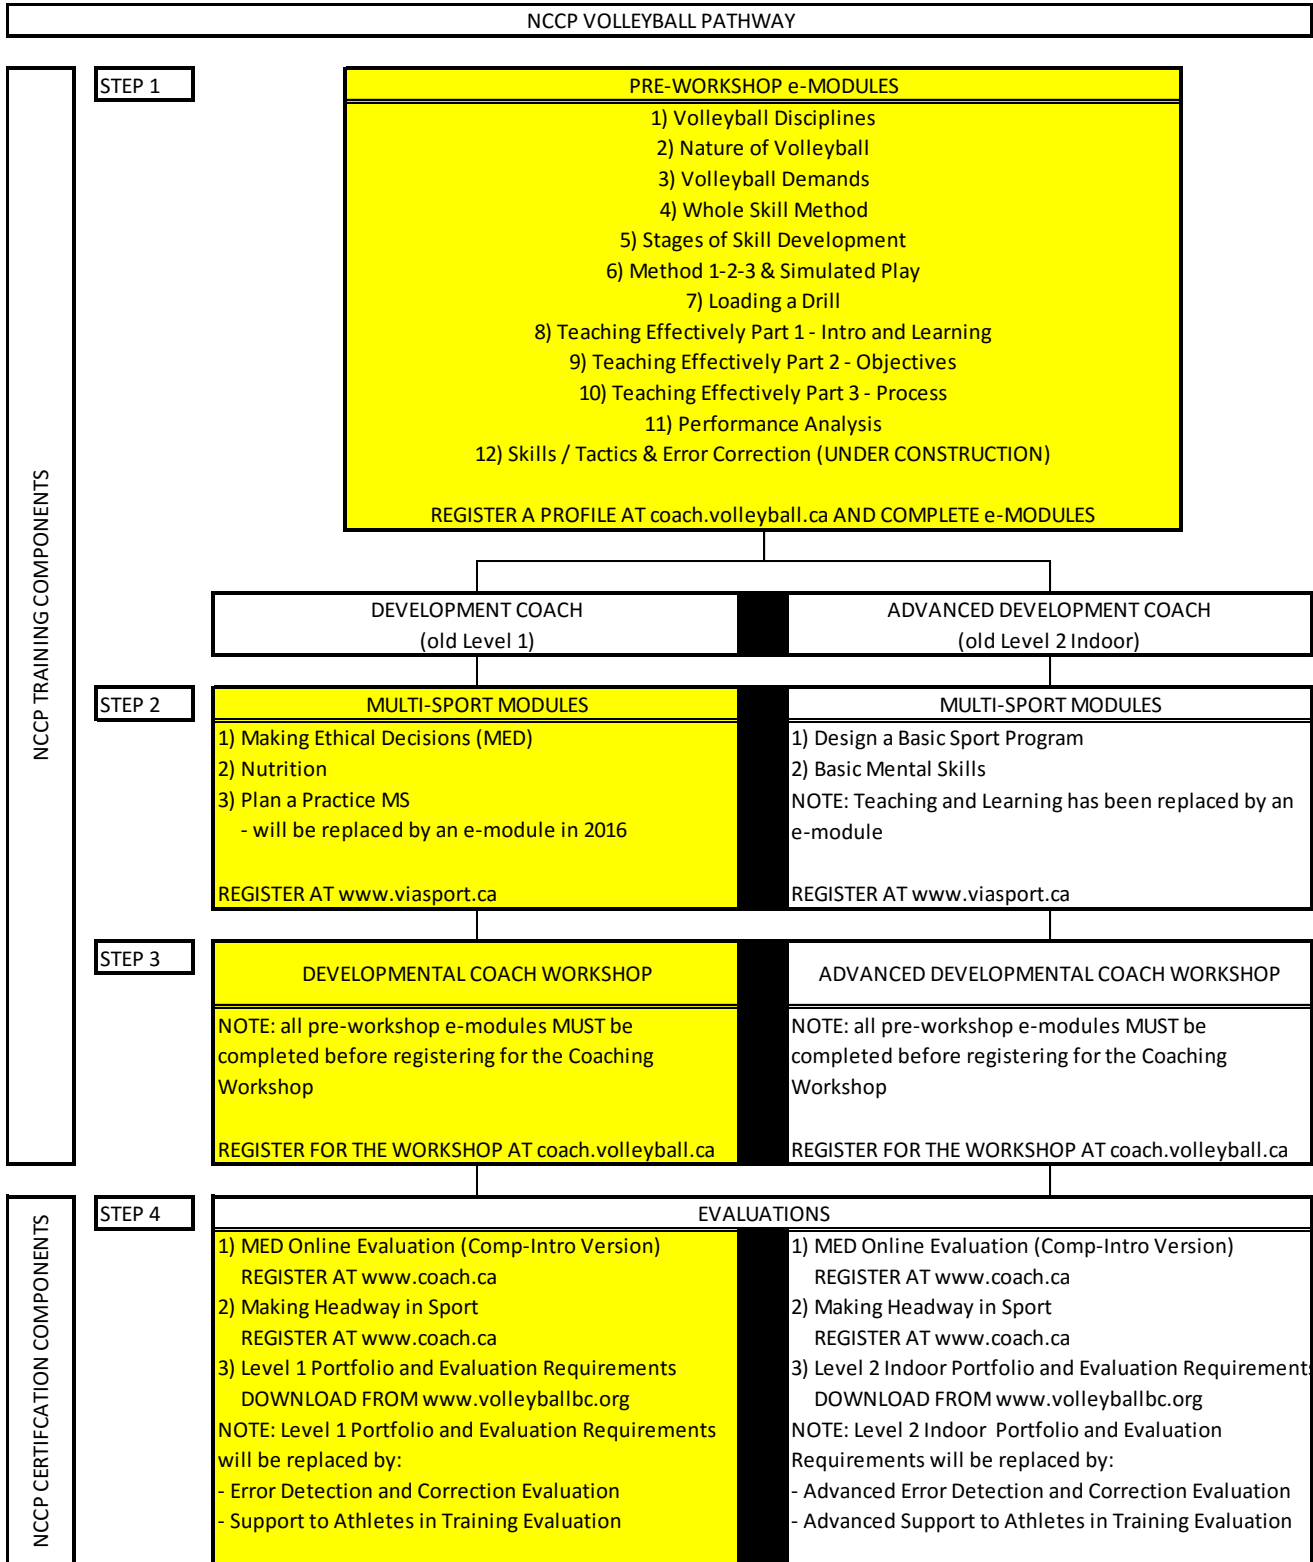 NCCP VOLLEYBALL PATHWAY
NCCP TRAINING COMPONENTS
STEP 1
PRE-WORKSHOP e-MODULES
1) Volleyball Disciplines
2) Nature of Volleyball
3) Volleyball Demands
4) Whole Skill Method
5) Stages of Skill Development
6) Method 1-2-3 & Simulated Play
7) Loading a Drill
8) Teaching Effectively Part 1 - Intro and Learning
9) Teaching Effectively Part 2 - Objectives
10) Teaching Effectively Part 3 - Process
11) Performance Analysis
12) Skills / Tactics & Error Correction (UNDER CONSTRUCTION)
REGISTER A PROFILE AT coach.volleyball.ca AND COMPLETE e-MODULES
DEVELOPMENT COACH
(old Level 1)
ADVANCED DEVELOPMENT COACH
(old Level 2 Indoor)
STEP 2
MULTI-SPORT MODULES
1) Making Ethical Decisions (MED)
2) Nutrition
3) Plan a Practice MS
- will be replaced by an e-module in 2016
REGISTER AT www.viasport.ca
MULTI-SPORT MODULES
1) Design a Basic Sport Program
2) Basic Mental Skills
NOTE: Teaching and Learning has been replaced by an
e-module
REGISTER AT www.viasport.ca
STEP 3
DEVELOPMENTAL COACH WORKSHOP
NOTE: all pre-workshop e-modules MUST be
completed before registering for the Coaching
Workshop
REGISTER FOR THE WORKSHOP AT coach.volleyball.ca
ADVANCED DEVELOPMENTAL COACH WORKSHOP
NOTE: all pre-workshop e-modules MUST be
completed before registering for the Coaching
Workshop
REGISTER FOR THE WORKSHOP AT coach.volleyball.ca
NCCP CERTIFCATION COMPONENTS
STEP 4
EVALUATIONS
1) MED Online Evaluation (Comp-Intro Version)
REGISTER AT www.coach.ca
2) Making Headway in Sport
REGISTER AT www.coach.ca
3) Level 1 Portfolio and Evaluation Requirements
DOWNLOAD FROM www.volleyballbc.org
NOTE: Level 1 Portfolio and Evaluation Requirements
will be replaced by:
- Error Detection and Correction Evaluation
- Support to Athletes in Training Evaluation
1) MED Online Evaluation (Comp-Intro Version)
REGISTER AT www.coach.ca
2) Making Headway in Sport
REGISTER AT www.coach.ca
3) Level 2 Indoor Portfolio and Evaluation Requirements
DOWNLOAD FROM www.volleyballbc.org
NOTE: Level 2 Indoor Portfolio and Evaluation
Requirements will be replaced by:
- Advanced Error Detection and Correction Evaluation
- Advanced Support to Athletes in Training Evaluation